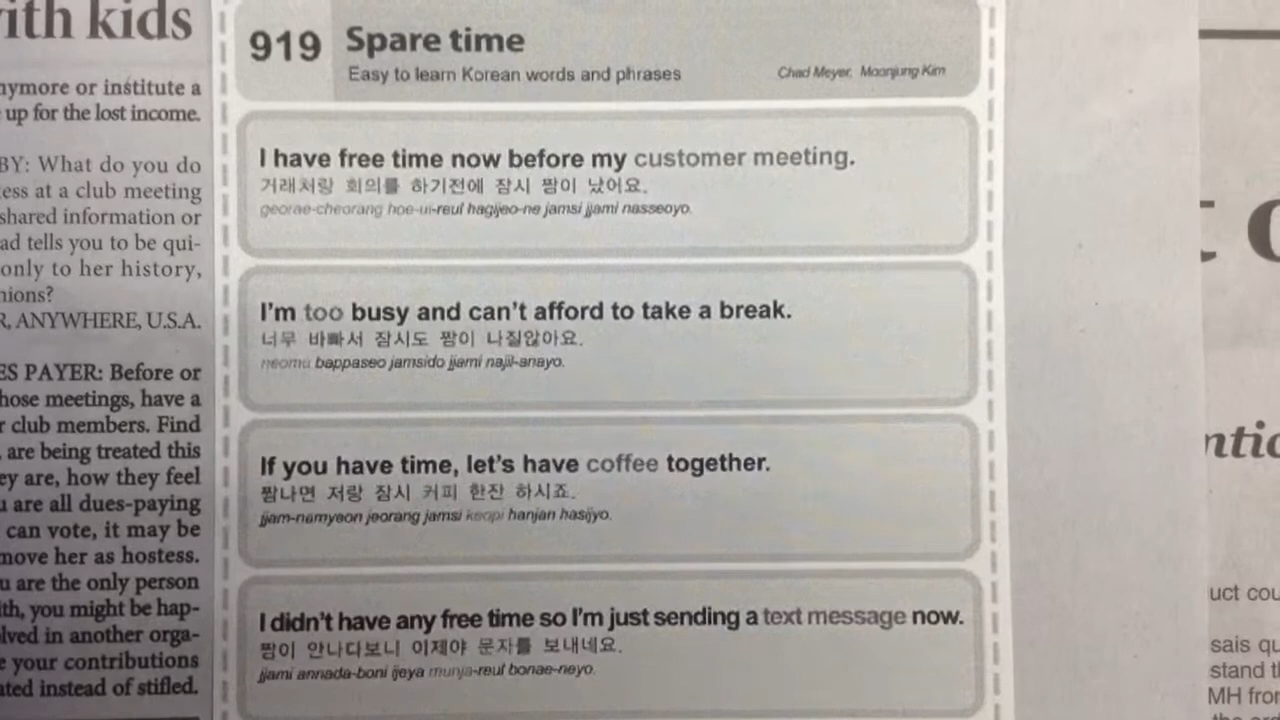 ith kids
nymore or institute a
up for the lost income.
BY: What do you do
ess at a club meeting
shared information or
ad tells you to be qui-
only to her history,
nions?
R, ANYWHERE, U.S.A.
ES PAYER: Before or
hose meetings, have a
r club members. Find
, are being treated this
ey are, how they feel
u are all dues-paying
can vote, it may be
move her as hostess.
u are the only person
ith, you might be hap-
olved in another orga-
e your contributions
ated instead of stifled.
919 Spare time
Easy to learn Korean words and phrases
Chad Meyer, Moonjung Kim
I have free time now before my customer meeting.
거래처랑 회의를 하기전에 잠시 짬이 났어요.
georae-cheorang hoe-ui-reul hagijeo-ne jamsi jjami nasseoyo.
I'm too busy and can't afford to take a break.
너무 바빠서 잠시도 짬이 나질않아요.
neomu bappaseo jamsido jjami najil-anayo.
If you have time, let's have coffee together.
짬나면 저랑 잠시 커피 한잔 하시죠.
jjam-namyeon jeorang jamsi keopi hanjan hasijyo.
I didn't have any free time so I'm just sending a text message now.
짬이 안나다보니 이제야 문자를 보내네요.
jjami annada-boni ijeya munja-reul bonae-neyo.
t o
ntic
uct cou
sais qu
stand th
MH fron